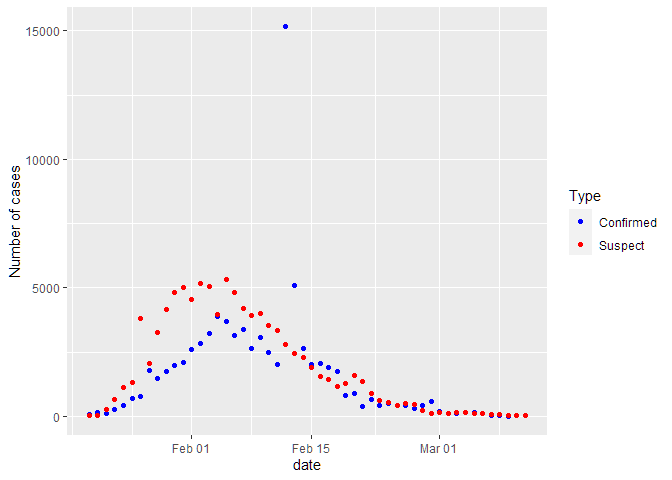 15000
10000
5000
0
Number of cases
Feb 01
Feb 15
Mar 01
date
Type
Confirmed
Suspect